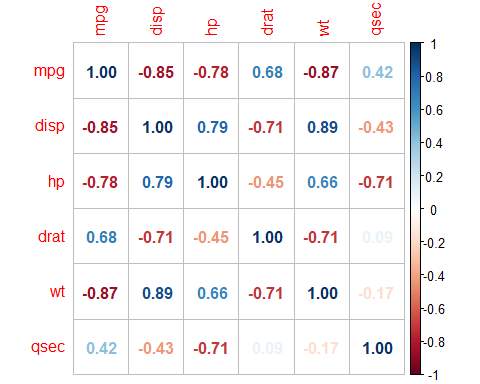 mpg disp hp drat wt qsec
mpg 1.00 -0.85 -0.78 0.68 -0.87 0.42
disp -0.85 1.00 0.79 -0.71 0.89 -0.43
hp -0.78 0.79 1.00 -0.45 0.66 -0.71
drat 0.68 -0.71 -0.45 1.00 -0.71 0.09
wt -0.87 0.89 0.66 -0.71 1.00 -0.17
qsec 0.42 -0.43 -0.71 0.09 -0.17 1.00
1
0.8
0.6
0.4
0.2
0
-0.2
-0.4
-0.6
-0.8
-1